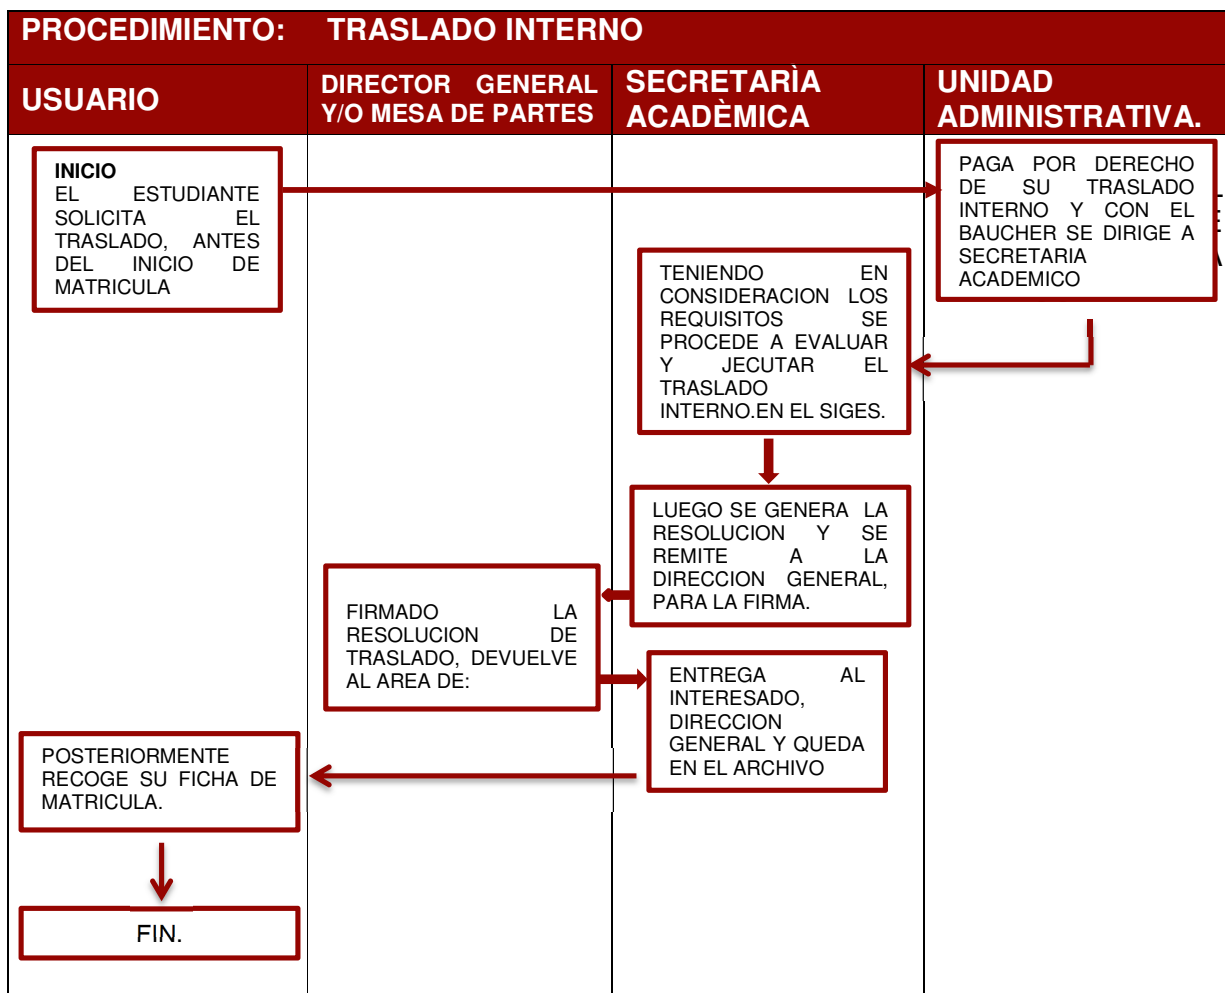 PROCEDIMIENTO: TRASLADO INTERNO
USUARIO
DIRECTOR GENERAL
Y/O MESA DE PARTES
SECRETARÌA
ACADÈMICA
UNIDAD
ADMINISTRATIVA.
INICIO
EL ESTUDIANTE
SOLICITA EL
TRASLADO, ANTES
DEL INICIO DE
MATRICULA
PAGA POR DERECHO
DE SU TRASLADO
INTERNO Y CON EL
BAUCHER SE DIRIGE A
SECRETARIA
ACADEMICO
TENIENDO EN
CONSIDERACION LOS
REQUISITOS SE
PROCEDE A EVALUAR
Y JECUTAR EL
TRASLADO
INTERNO.EN EL SIGES.
LUEGO SE GENERA LA
RESOLUCION Y SE
REMITE A LA
DIRECCION GENERAL,
PARA LA FIRMA.
FIRMADO LA
RESOLUCION DE
TRASLADO, DEVUELVE
AL AREA DE:
ENTREGA AL
INTERESADO,
DIRECCION
GENERAL Y QUEDA
EN EL ARCHIVO
POSTERIORMENTE
RECOGE SU FICHA DE
MATRICULA.
FIN.